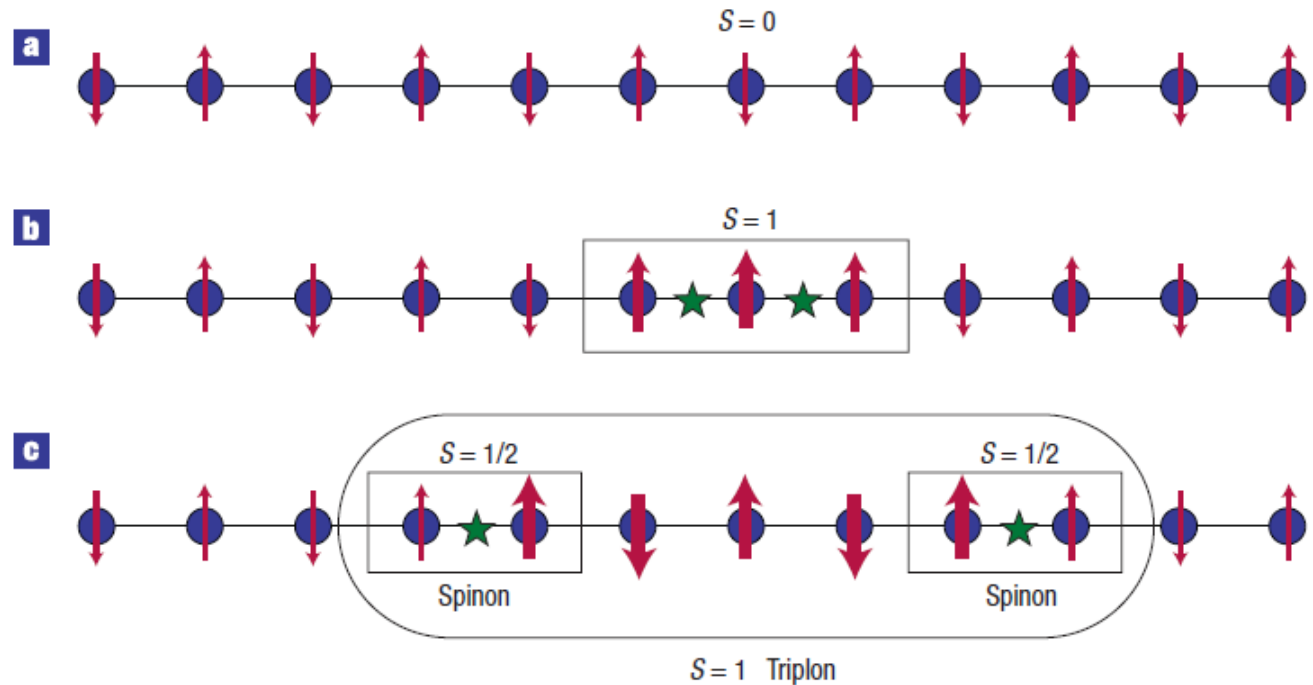 S = 0
a
S = 1
b
S = 1/2 S = 1/2
c
Spinon Spinon
S = 1 Triplon